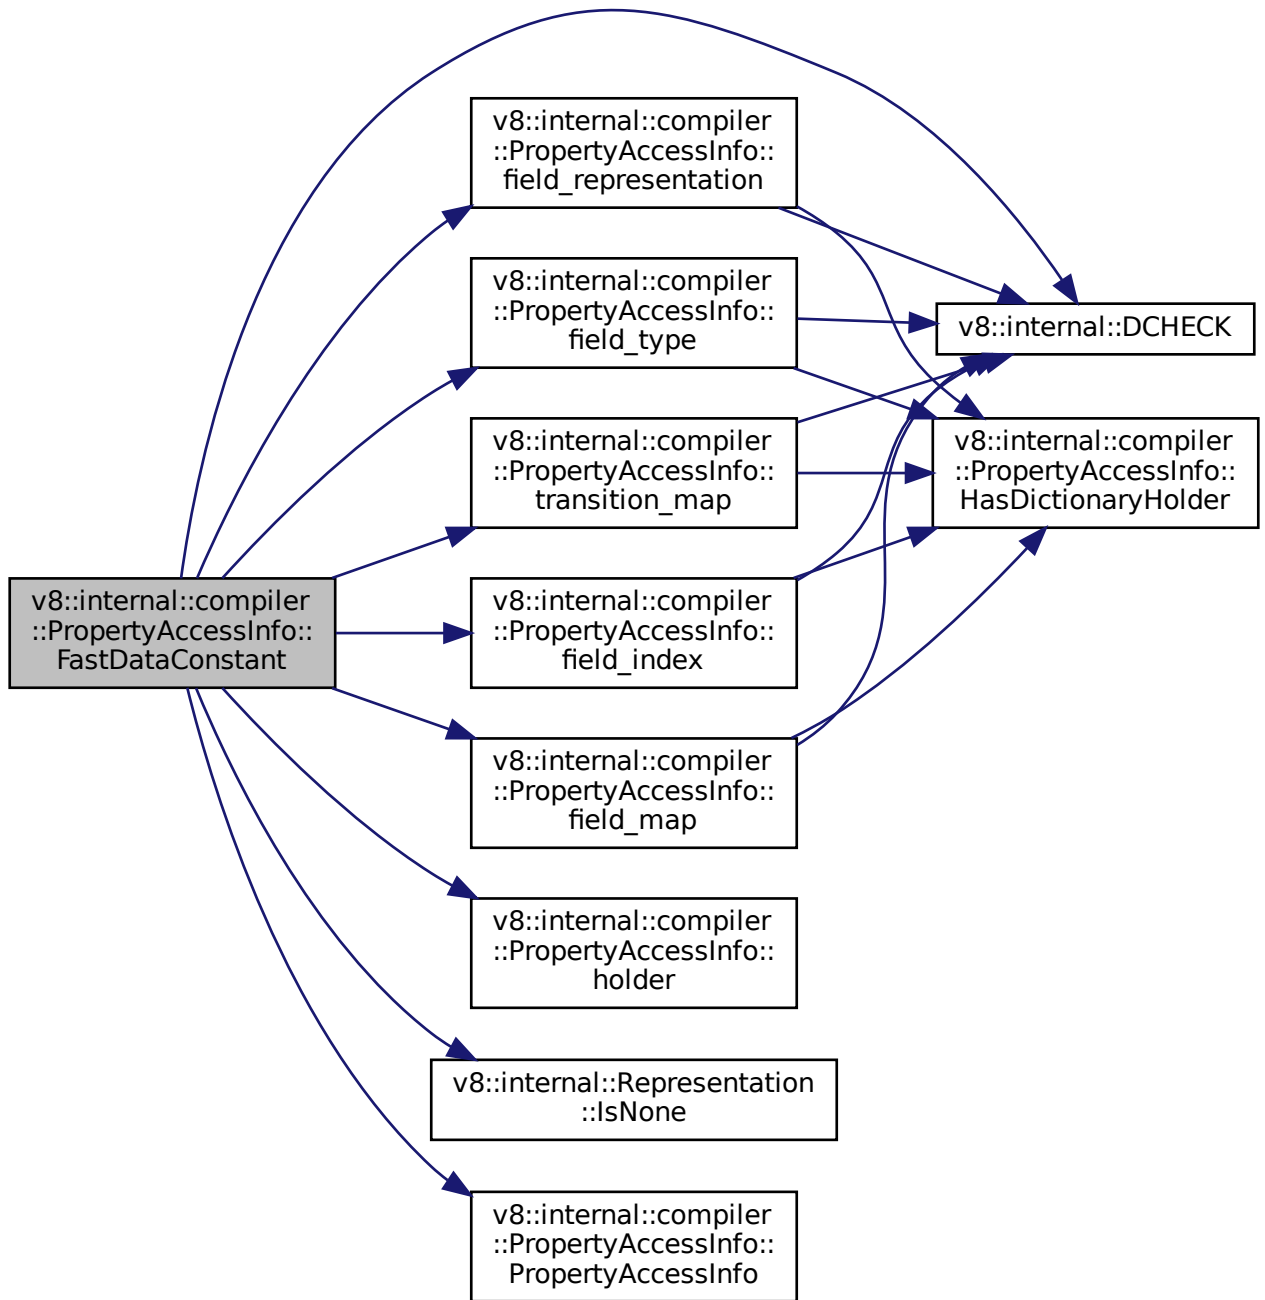 v8::internal::compiler
::PropertyAccessInfo::
field_representation
v8::internal::compiler
::PropertyAccessInfo::
field_type
v8::internal::DCHECK
v8::internal::compiler
::PropertyAccessInfo::
transition_map
v8::internal::compiler
::PropertyAccessInfo::
HasDictionaryHolder
v8::internal::compiler
::PropertyAccessInfo::
FastDataConstant
v8::internal::compiler
::PropertyAccessInfo::
field_index
v8::internal::compiler
::PropertyAccessInfo::
field_map
v8::internal::compiler
::PropertyAccessInfo::
holder
v8::internal::Representation
::IsNone
v8::internal::compiler
::PropertyAccessInfo::
PropertyAccessInfo